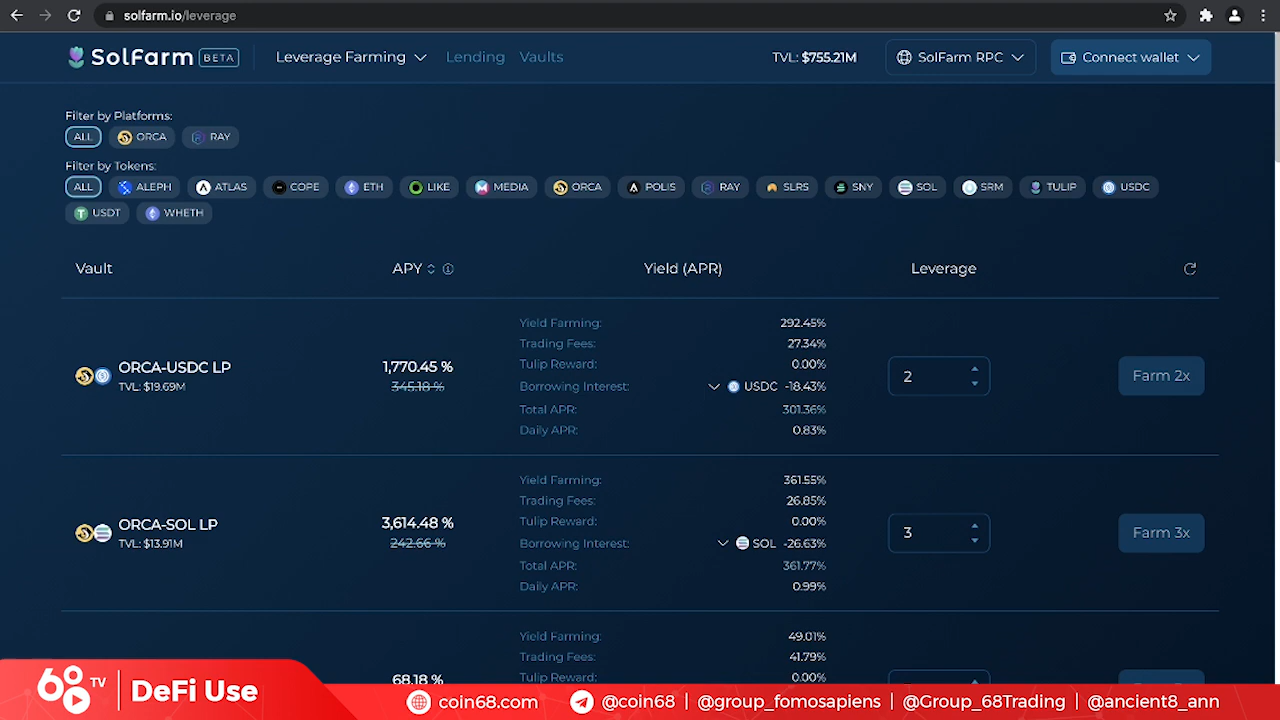 solfarm.io/leverage
SolFarm BETA Leverage Farming Lending Vaults TVL: $755.21M SolFarm RPC Connect wallet
Filter by Platforms:
ALL ORCA RAY
Filter by Tokens:
ALL ALEPH ATLAS COPE ETH LIKE MEDIA ORCA POLIS RAY SLRS SNY SOL SRM TULIP USDC
USDT WHETH
Vault APY Yield (APR) Leverage
ORCA-USDC LP
TVL: $19.69M
1,770.45 %
345.18 %
Yield Farming: 292.45%
Trading Fees: 27.34%
Tulip Reward: 0.00%
Borrowing Interest: USDC -18.43%
Total APR: 301.36%
Daily APR: 0.83%
2
Farm 2x
ORCA-SOL LP
TVL: $13.91M
3,614.48 %
242.66 %
Yield Farming: 361.55%
Trading Fees: 26.85%
Tulip Reward: 0.00%
Borrowing Interest: SOL -26.63%
Total APR: 361.77%
Daily APR: 0.99%
3
Farm 3x
68.18 %
Yield Farming: 49.01%
Trading Fees: 41.79%
Tulip Reward: 0.00%
68 TV DeFi Use
coin68.com @coin68 | @group_fomosapiens | @Group_68Trading | @ancient8_ann